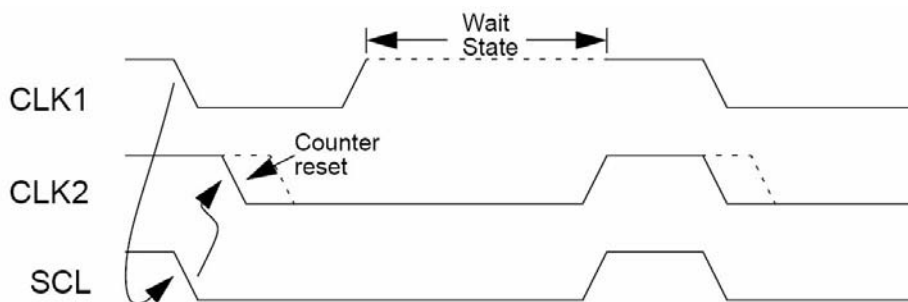 Wait
State
CLK1
Counter
reset
CLK2
SCL